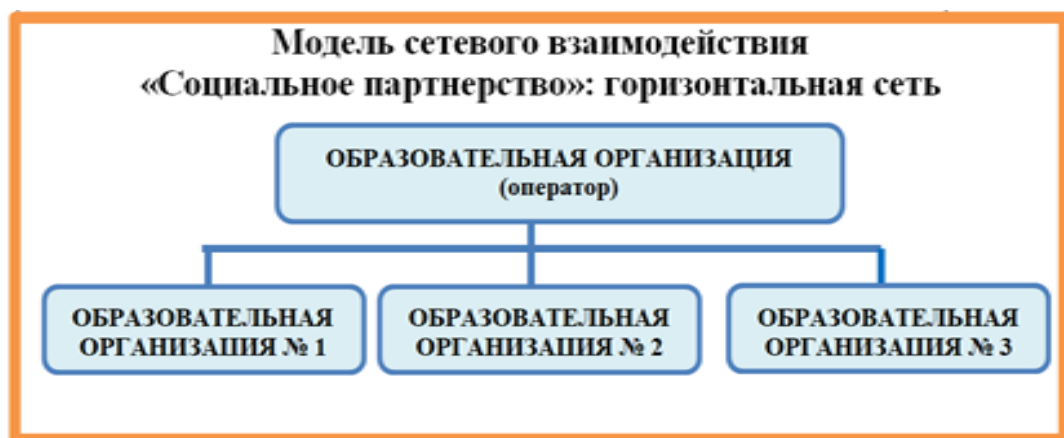 Модель сетевого взаимодействия
«Социальное партнерство»: горизонтальная сеть
ОБРАЗОВАТЕЛЬНАЯ ОРГАНИЗАЦИЯ
(оператор)
ОБРАЗОВАТЕЛЬНАЯ
ОРГАНИЗАЦИЯ № 1
ОБРАЗОВАТЕЛЬНАЯ
ОРГАНИЗАЦИЯ № 2
ОБРАЗОВАТЕЛЬНАЯ
ОРГАНИЗАЦИЯ № 3